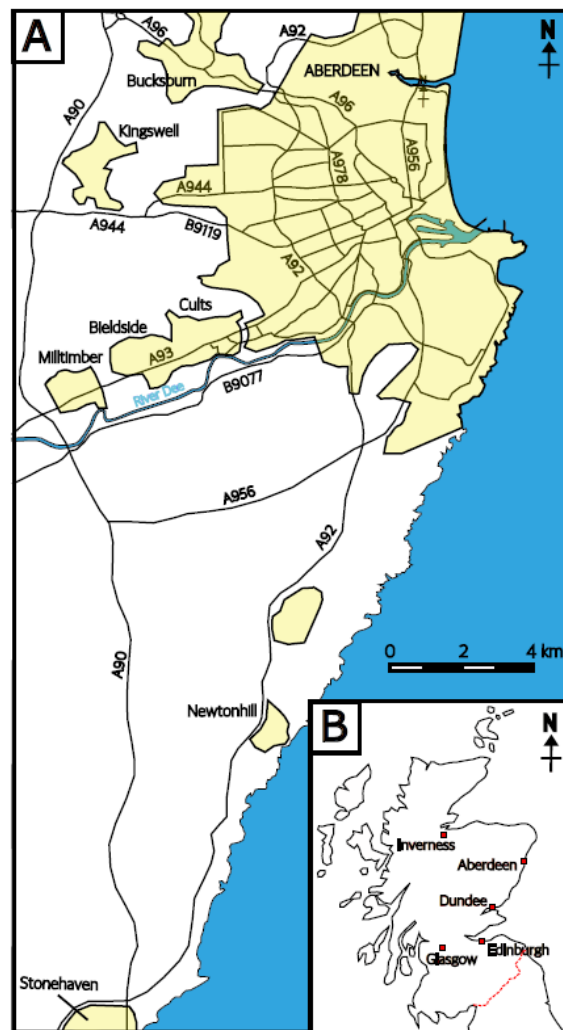 A
N
A96
A92
Bucksburn
ABERDEEN
A96
A90
Kingswell
A978
A956
A944
A944
B9119
A92
Cults
Bieldside
Milltimber
A93
River Dee
B9077
A956
A92
0 2 4 km
A90
Newtonhill
B
N
Inverness
Aberdeen
Dundee
Edinburgh
Glasgow
Stonehaven